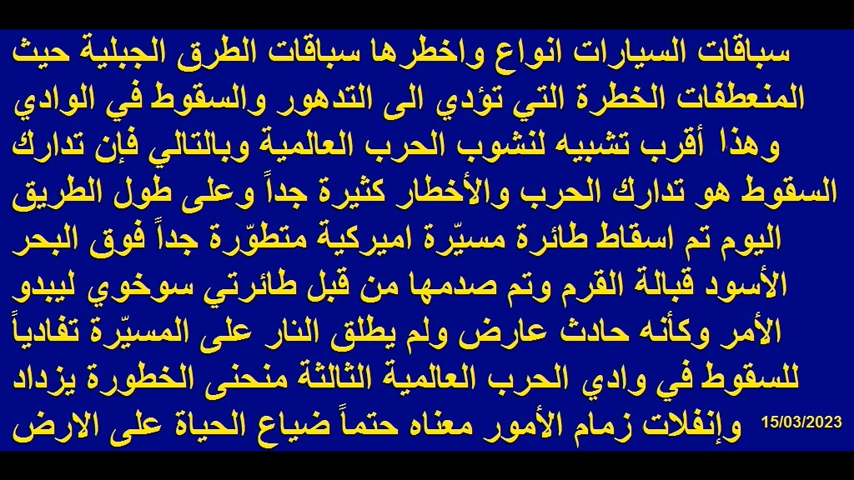 سباقات السيارات انواع واخطرها سباقات الطرق الجبلية حيث
المنعطفات الخطرة التي تؤدي الى التدهور والسقوط في الوادي
وهذا أقرب تشبيه لنشوب الحرب العالمية وبالتالي فإن تدارك
السقوط هو تدارك الحرب والأخطار كثيرة جداً وعلى طول الطريق
اليوم تم اسقاط طائرة مسيّرة اميركية متطوّرة جداً فوق البحر
الأسود قبالة القرم وتم صدمها من قبل طائرتي سوخوي ليبدو
الأمر وكأنه حادث عارض ولم يطلق النار على المسيّرة تفادياً
للسقوط في وادي الحرب العالمية الثالثة منحنى الخطورة يزداد
وإنفلات زمام الأمور معناه حتماً ضياع الحياة على الارض
15/03/2023